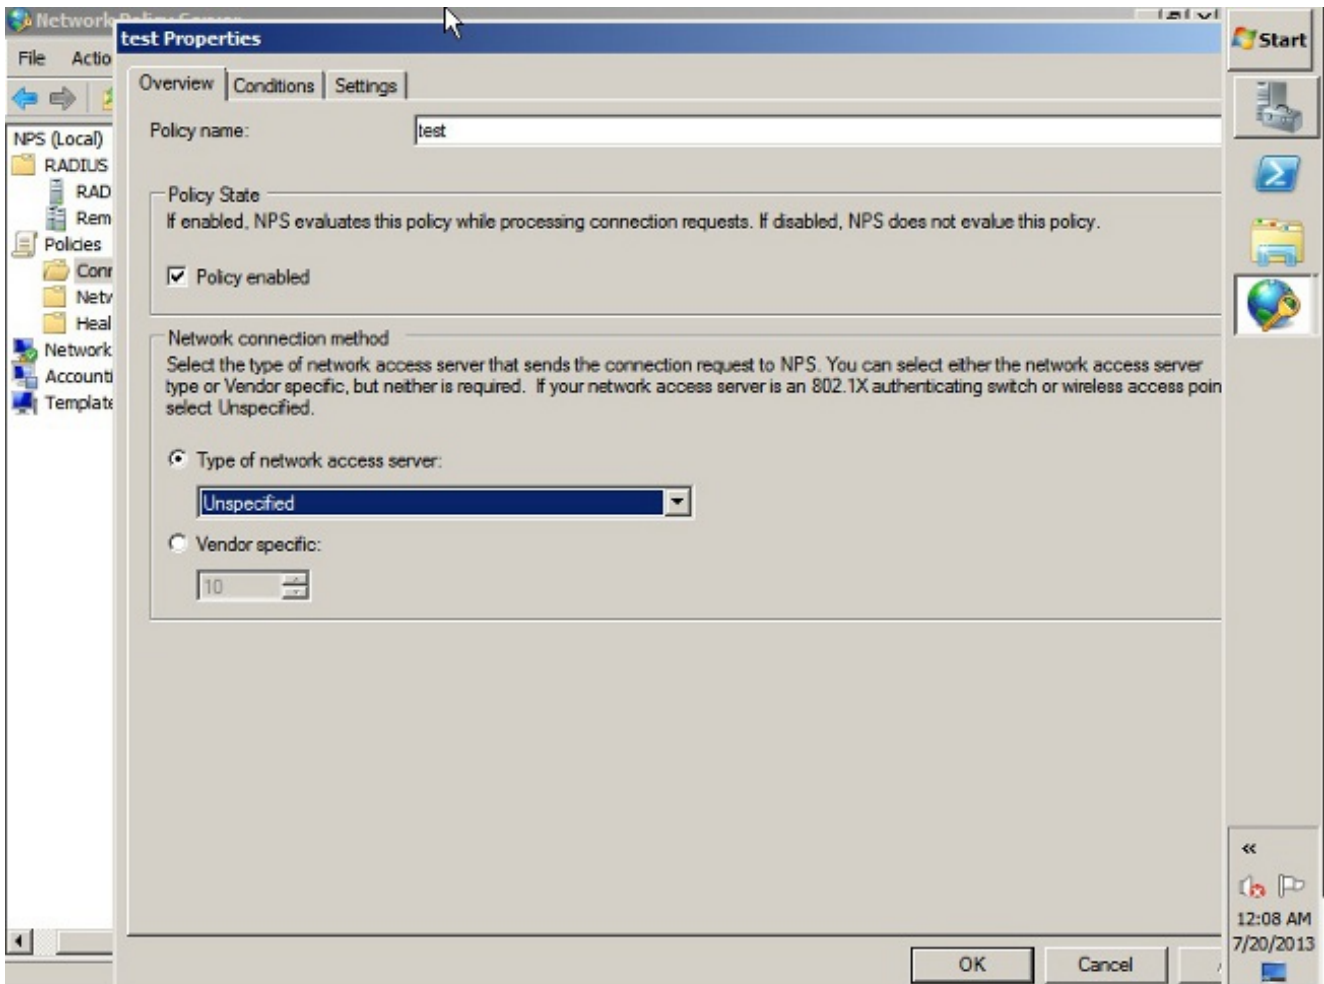 Network Policy Server
test Properties
Start
File Actio
Overview Conditions Settings
Policy name: test
NPS (Local)
RADIUS
RAD
Rem
Policies
Conn
Netw
Heal
Network
Accounti
Template
Policy State
If enabled, NPS evaluates this policy while processing connection requests. If disabled, NPS does not evalue this policy.
Policy enabled
Network connection method
Select the type of network access server that sends the connection request to NPS. You can select either the network access server
type or Vendor specific, but neither is required. If your network access server is an 802.1X authenticating switch or wireless access poin
select Unspecified.
Type of network access server:
Unspecified
Vendor specific:
10
OK Cancel
12:08 AM
7/20/2013